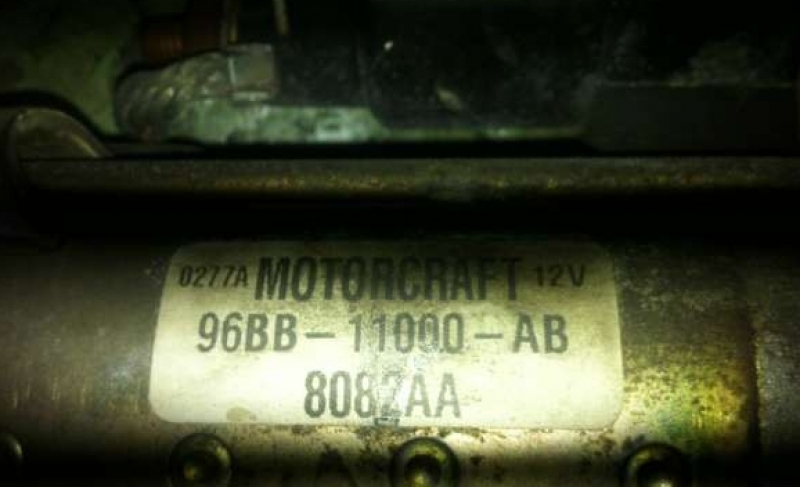 0277A MOTORCRAFT 12V
96BB-11000-AB
8082AA